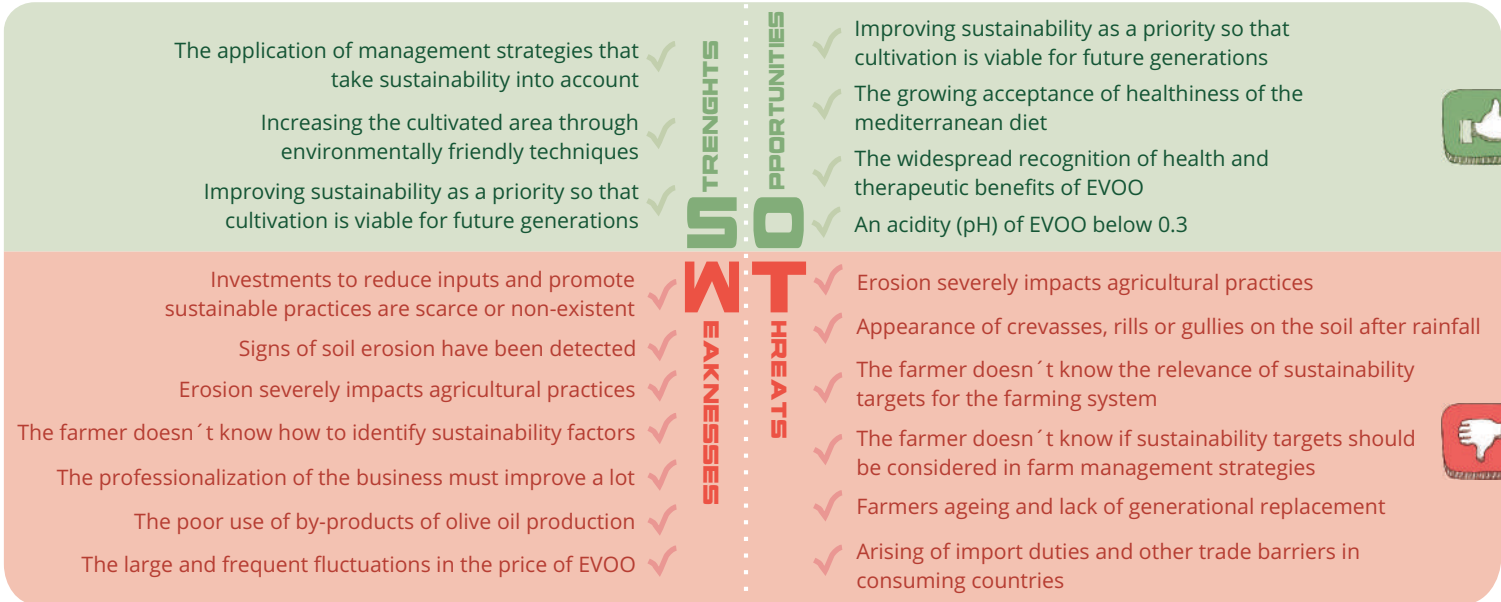 STRENGHTS
The application of management strategies that
take sustainability into account
Increasing the cultivated area through
environmentally friendly techniques
Improving sustainability as a priority so that
cultivation is viable for future generations
OPPORTUNITIES
Improving sustainability as a priority so that
cultivation is viable for future generations
The growing acceptance of healthiness of the
mediterranean diet
The widespread recognition of health and
therapeutic benefits of EVOO
An acidity (pH) of EVOO below 0.3
WEAKNESSES
Investments to reduce inputs and promote
sustainable practices are scarce or non-existent
Signs of soil erosion have been detected
Erosion severely impacts agricultural practices
The farmer doesn´t know how to identify sustainability factors
The professionalization of the business must improve a lot
The poor use of by-products of olive oil production
The large and frequent fluctuations in the price of EVOO
THREATS
Erosion severely impacts agricultural practices
Appearance of crevasses, rills or gullies on the soil after rainfall
The farmer doesn´t know the relevance of sustainability
targets for the farming system
The farmer doesn´t know if sustainability targets should
be considered in farm management strategies
Farmers ageing and lack of generational replacement
Arising of import duties and other trade barriers in
consuming countries